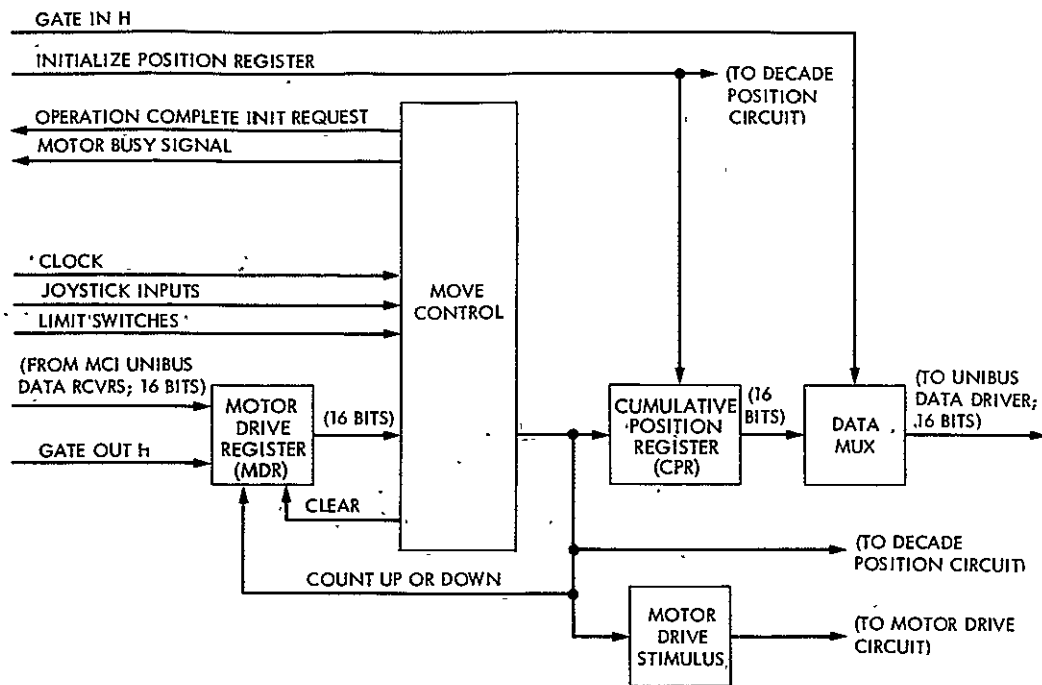 GATE IN H
INITIALIZE POSITION REGISTER
(TO DECADE
POSITION
CIRCUIT)
OPERATION COMPLETE INIT REQUEST
MOTOR BUSY SIGNAL
CLOCK
JOYSTICK INPUTS
LIMIT SWITCHES
MOVE
CONTROL
(FROM MCI UNIBUS
DATA RCVRS; 16 BITS)
GATE OUT h
MOTOR
DRIVE
REGISTER
(MDR)
(16 BITS)
CLEAR
COUNT UP OR DOWN
CUMULATIVE
POSITION
REGISTER
(CPR)
(16
BITS)
DATA
MUX
(TO UNIBUS
DATA DRIVER;
16 BITS)
(TO DECADE
POSITION CIRCUIT)
MOTOR
DRIVE
STIMULUS
(TO MOTOR DRIVE
CIRCUIT)